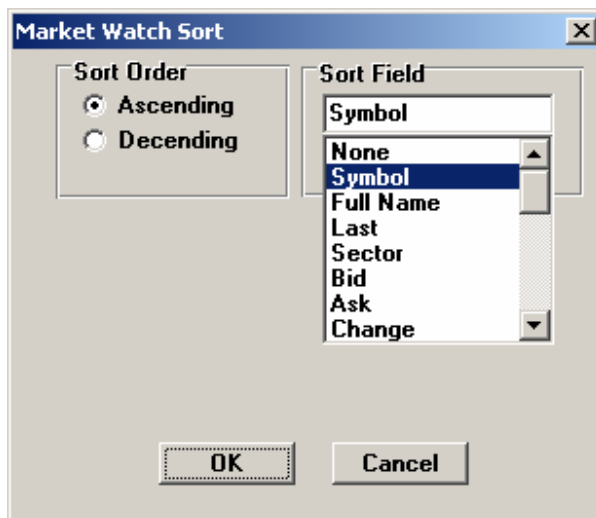 Market Watch Sort
Sort Order
Ascending
Decending
Sort Field
Symbol
None
Symbol
Full Name
Last
Sector
Bid
Ask
Change
OK
Cancel